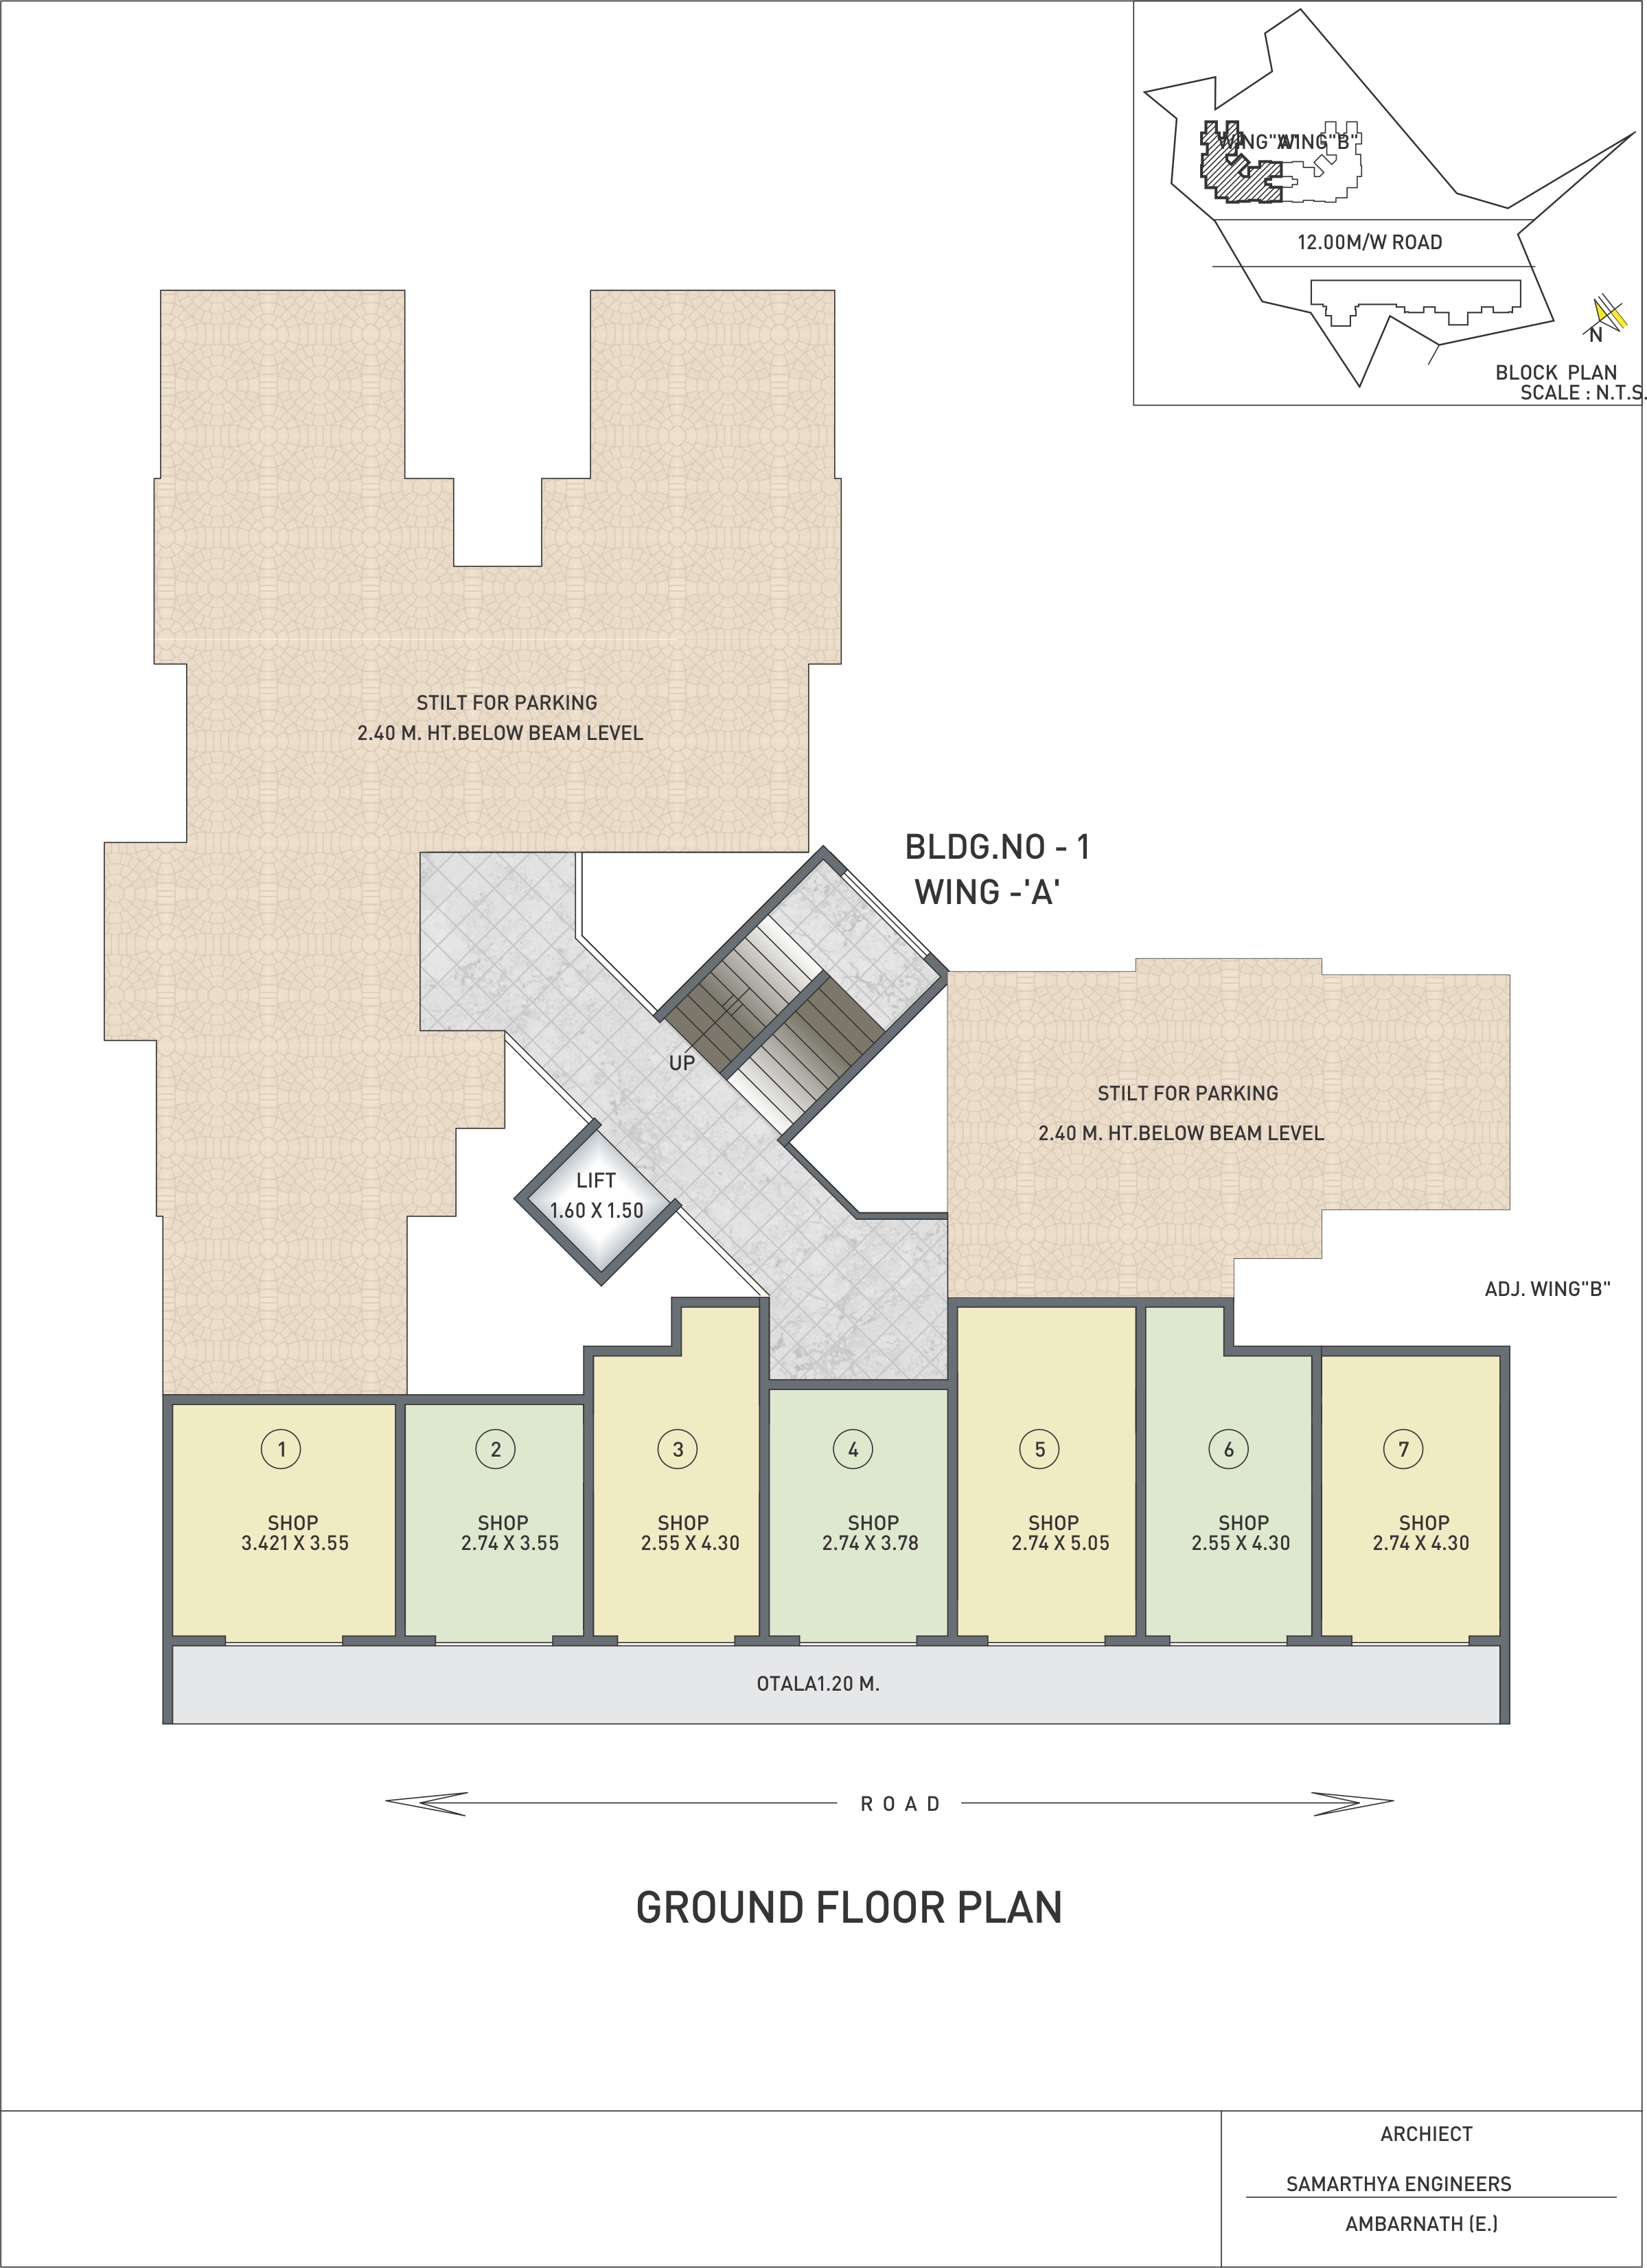 WING"A"
WING"B"
12.00M/W ROAD
N
BLOCK PLAN
SCALE : N.T.S.
STILT FOR PARKING
2.40 M. HT.BELOW BEAM LEVEL
BLDG.NO - 1
WING -'A'
UP
STILT FOR PARKING
2.40 M. HT.BELOW BEAM LEVEL
LIFT
1.60 X 1.50
ADJ. WING"B"
1
2
3
4
5
6
7
SHOP
3.421 X 3.55
SHOP
2.74 X 3.55
SHOP
2.55 X 4.30
SHOP
2.74 X 3.78
SHOP
2.74 X 5.05
SHOP
2.55 X 4.30
SHOP
2.74 X 4.30
OTALA1.20 M.
ROAD
GROUND FLOOR PLAN
ARCHIECT
SAMARTHYA ENGINEERS
AMBARNATH (E.)